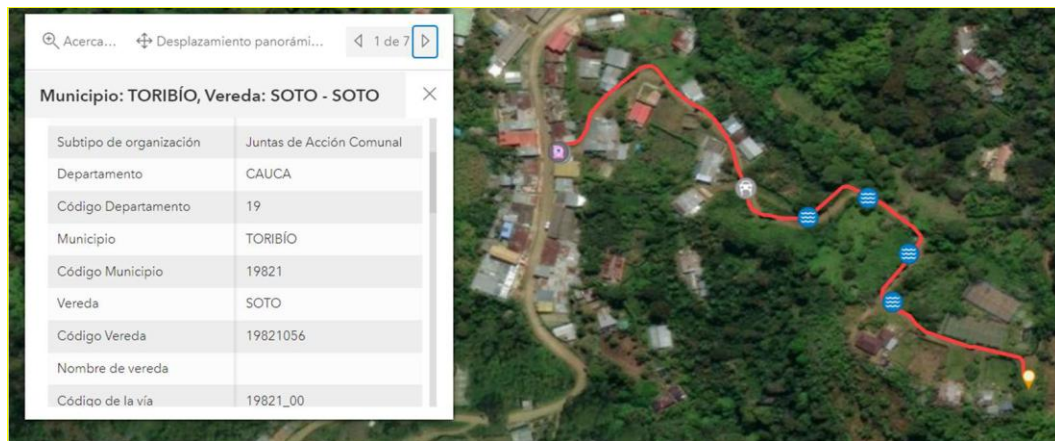 Acerca... Desplazamiento panorámi... 1 de 7
Municipio: TORIBÍO, Vereda: SOTO - SOTO
Subtipo de organización Juntas de Acción Comunal
Departamento CAUCA
Código Departamento 19
Municipio TORIBÍO
Código Municipio 19821
Vereda SOTO
Código Vereda 19821056
Nombre de vereda
Código de la vía 19821_00